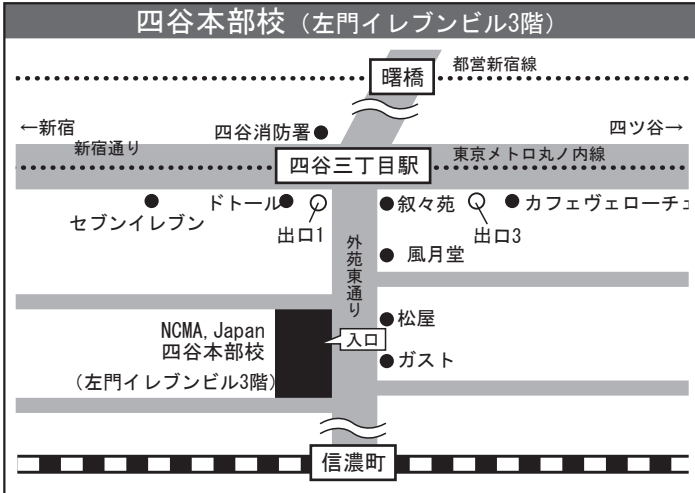 四谷本部校（左門イレブンビル3階）
都営新宿線
曙橋
←新宿
四谷消防署
四ツ谷→
新宿通り
四谷三丁目駅
東京メトロ丸ノ内線
セブンイレブン
ドトール
出口1
叙々苑
出口3
カフェヴェローチェ
外苑東通り
風月堂
NCMA, Japan
四谷本部校
（左門イレブンビル3階）
入口
松屋
ガスト
信濃町